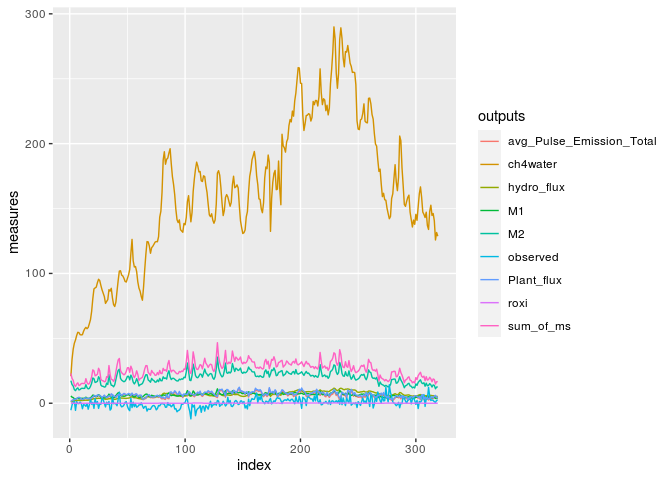 300
200
100
0
measures
0
100
200
300
index
outputs
avg_Pulse_Emission_Total
ch4water
hydro_flux
M1
M2
observed
Plant_flux
roxi
sum_of_ms